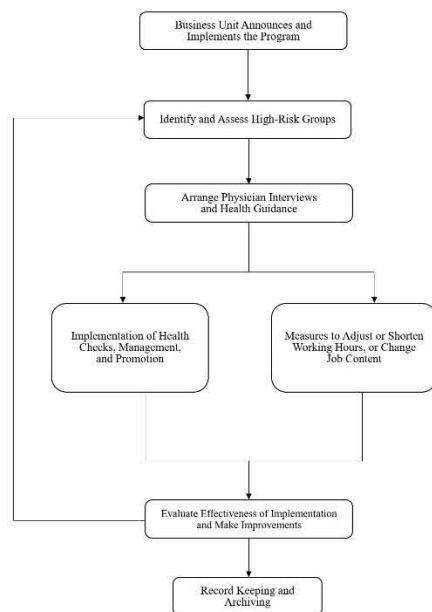 Business Unit Announces and
Implements the Program
Identify and Assess High-Risk Groups
Arrange Physician Interviews
and Health Guidance
Implementation of Health
Checks, Management,
and Promotion
Measures to Adjust or Shorten
Working Hours, or Change
Job Content
Evaluate Effectiveness of Implementation
and Make Improvements
Record Keeping and
Archiving